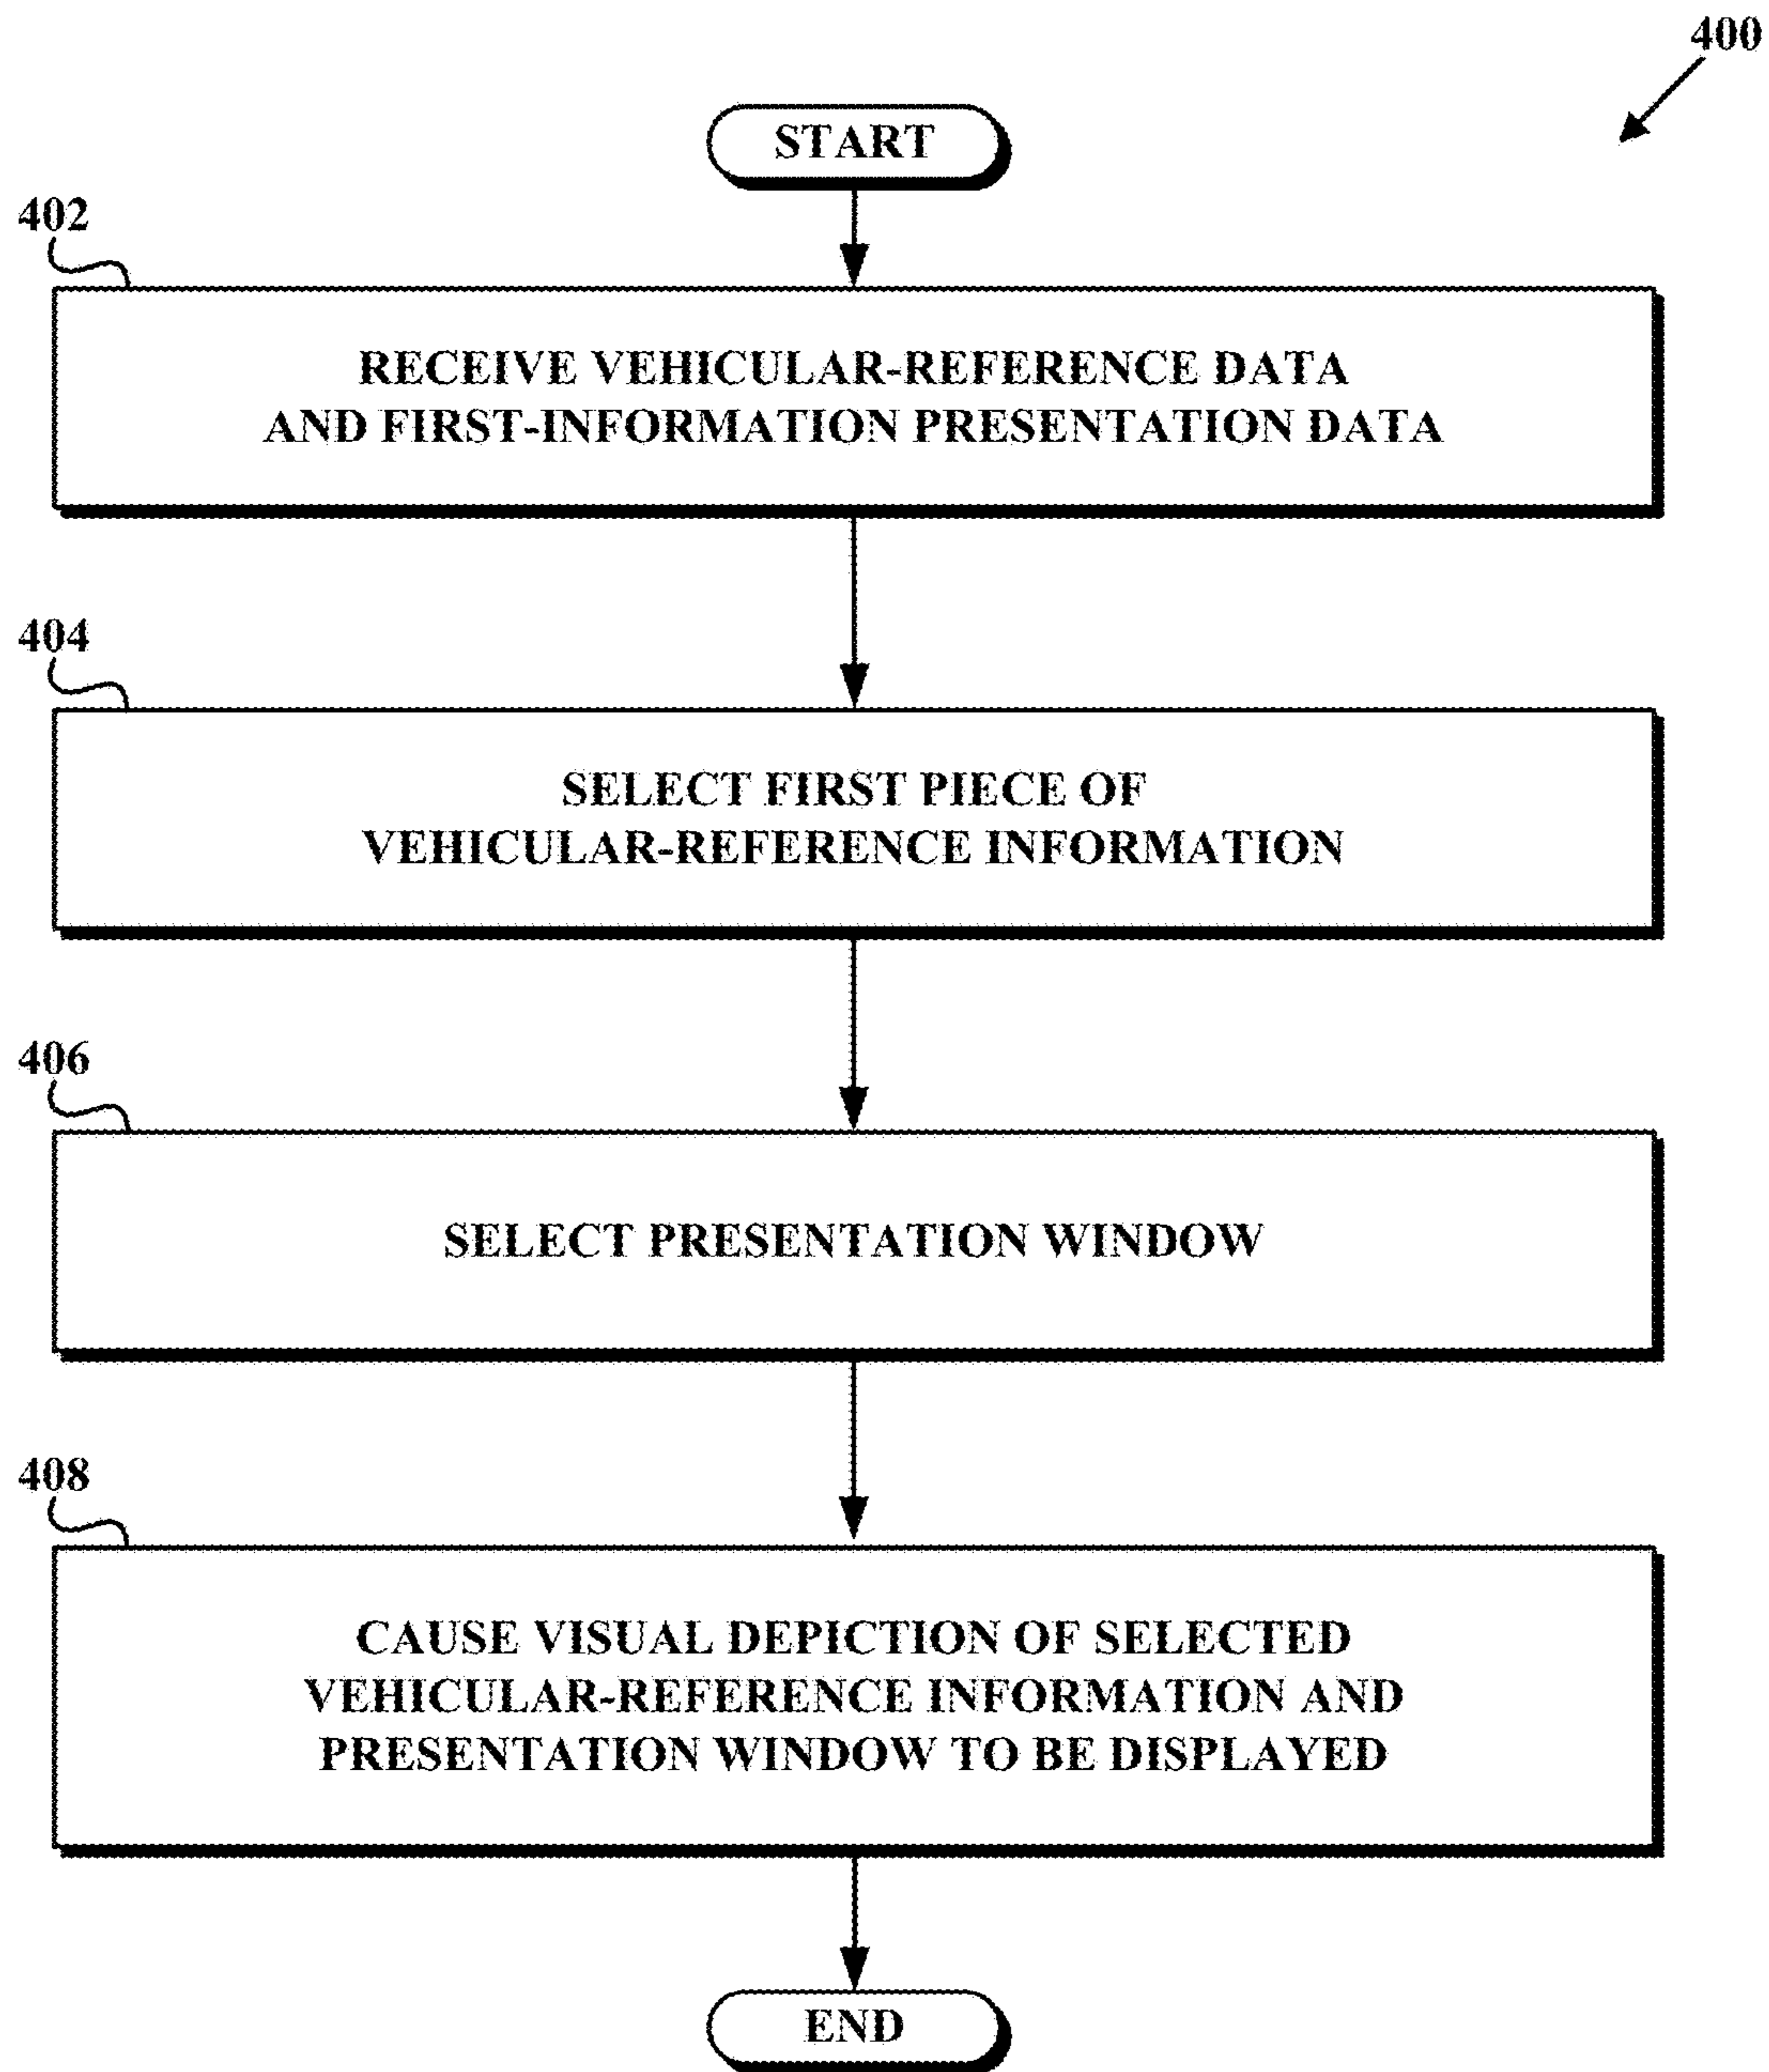 400
START
402
RECEIVE VEHICULAR-REFERENCE DATA
AND FIRST-INFORMATION PRESENTATION DATA
404
SELECT FIRST PIECE OF
VEHICULAR-REFERENCE INFORMATION
406
SELECT PRESENTATION WINDOW
408
CAUSE VISUAL DEPICTION OF SELECTED
VEHICULAR-REFERENCE INFORMATION AND
PRESENTATION WINDOW TO BE DISPLAYED
END